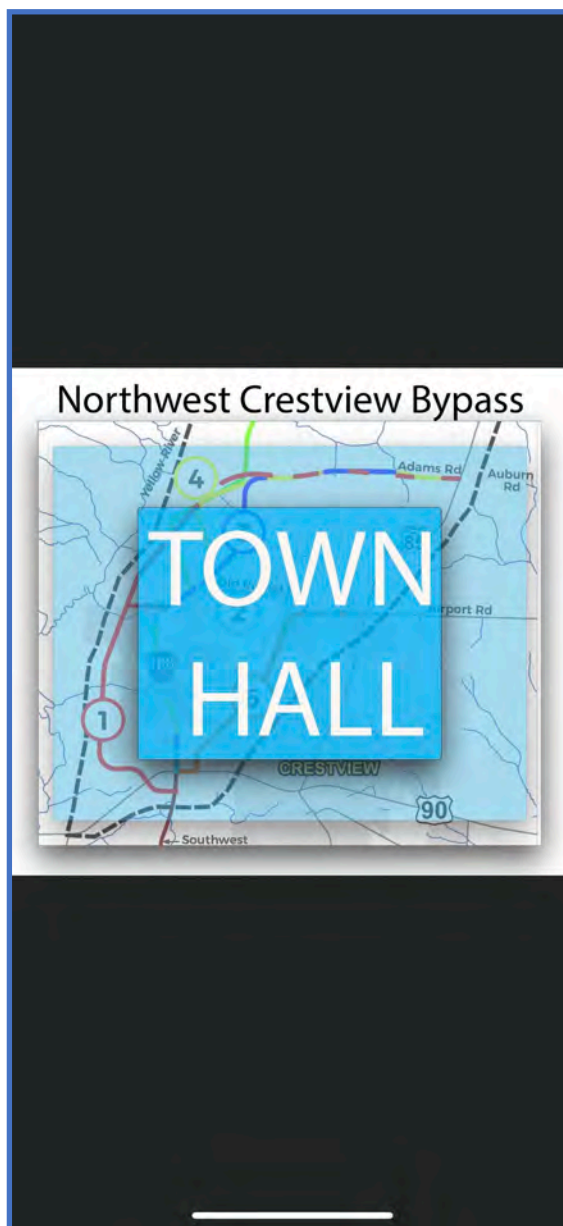 Northwest Crestview Bypass
Yellow River
4
Adams Rd
Auburn
Rd
TOWN
Airport Rd
HALL
1
CRESTVIEW
90
Southwest